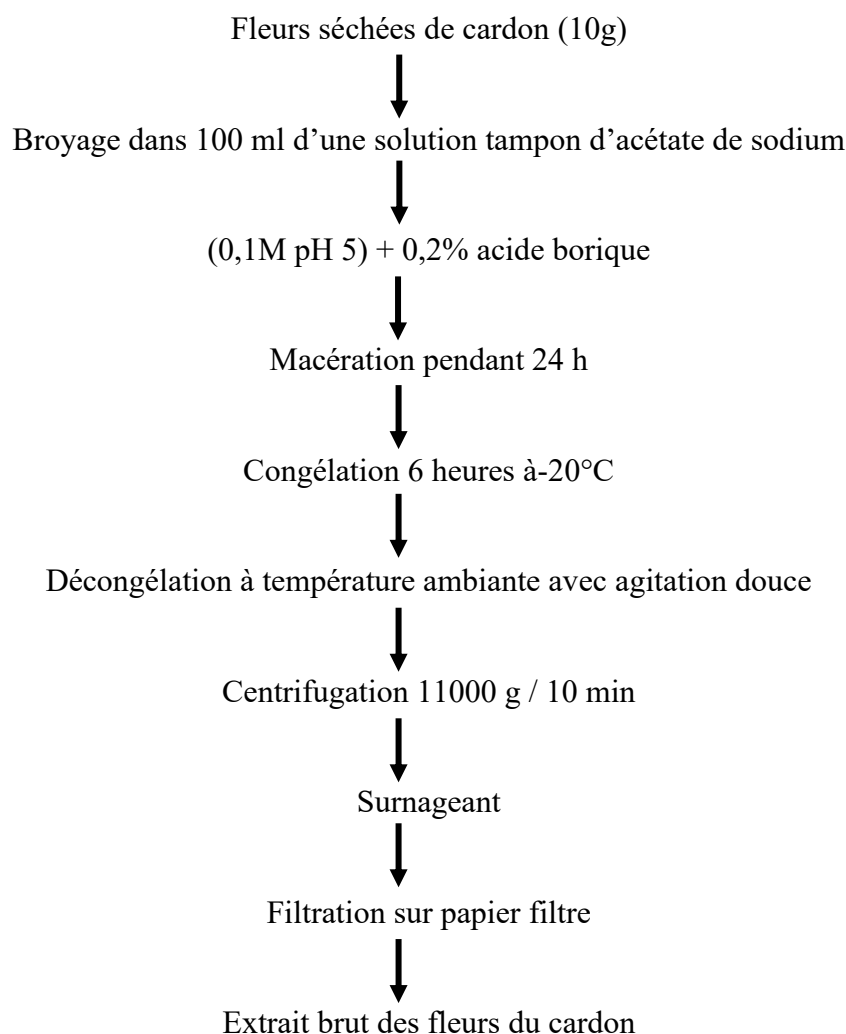 Fleurs séchées de cardon (10g)
Broyage dans 100 ml d’une solution tampon d’acétate de sodium
(0,1M pH 5) + 0,2% acide borique
Macération pendant 24 h
Congélation 6 heures à-20°C
Décongélation à température ambiante avec agitation douce
Centrifugation 11000 g / 10 min
Surnageant
Filtration sur papier filtre
Extrait brut des fleurs du cardon